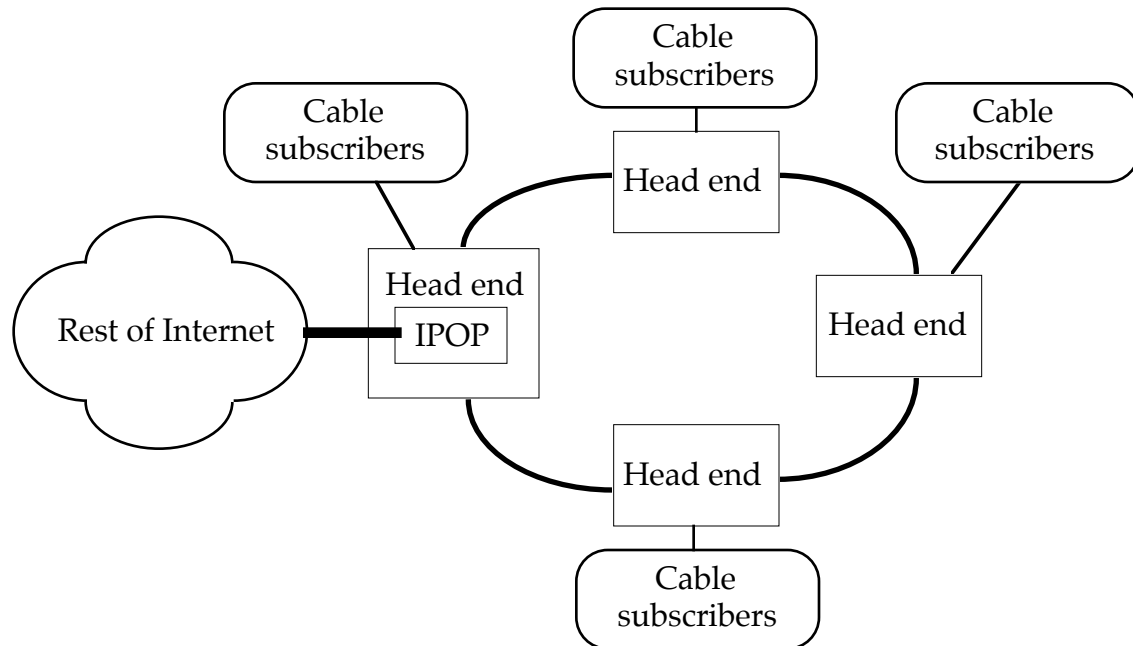 Cable
subscribers
Cable
subscribers
Cable
subscribers
Head end
Head end
Rest of Internet
IPOP
Head end
Head end
Cable
subscribers